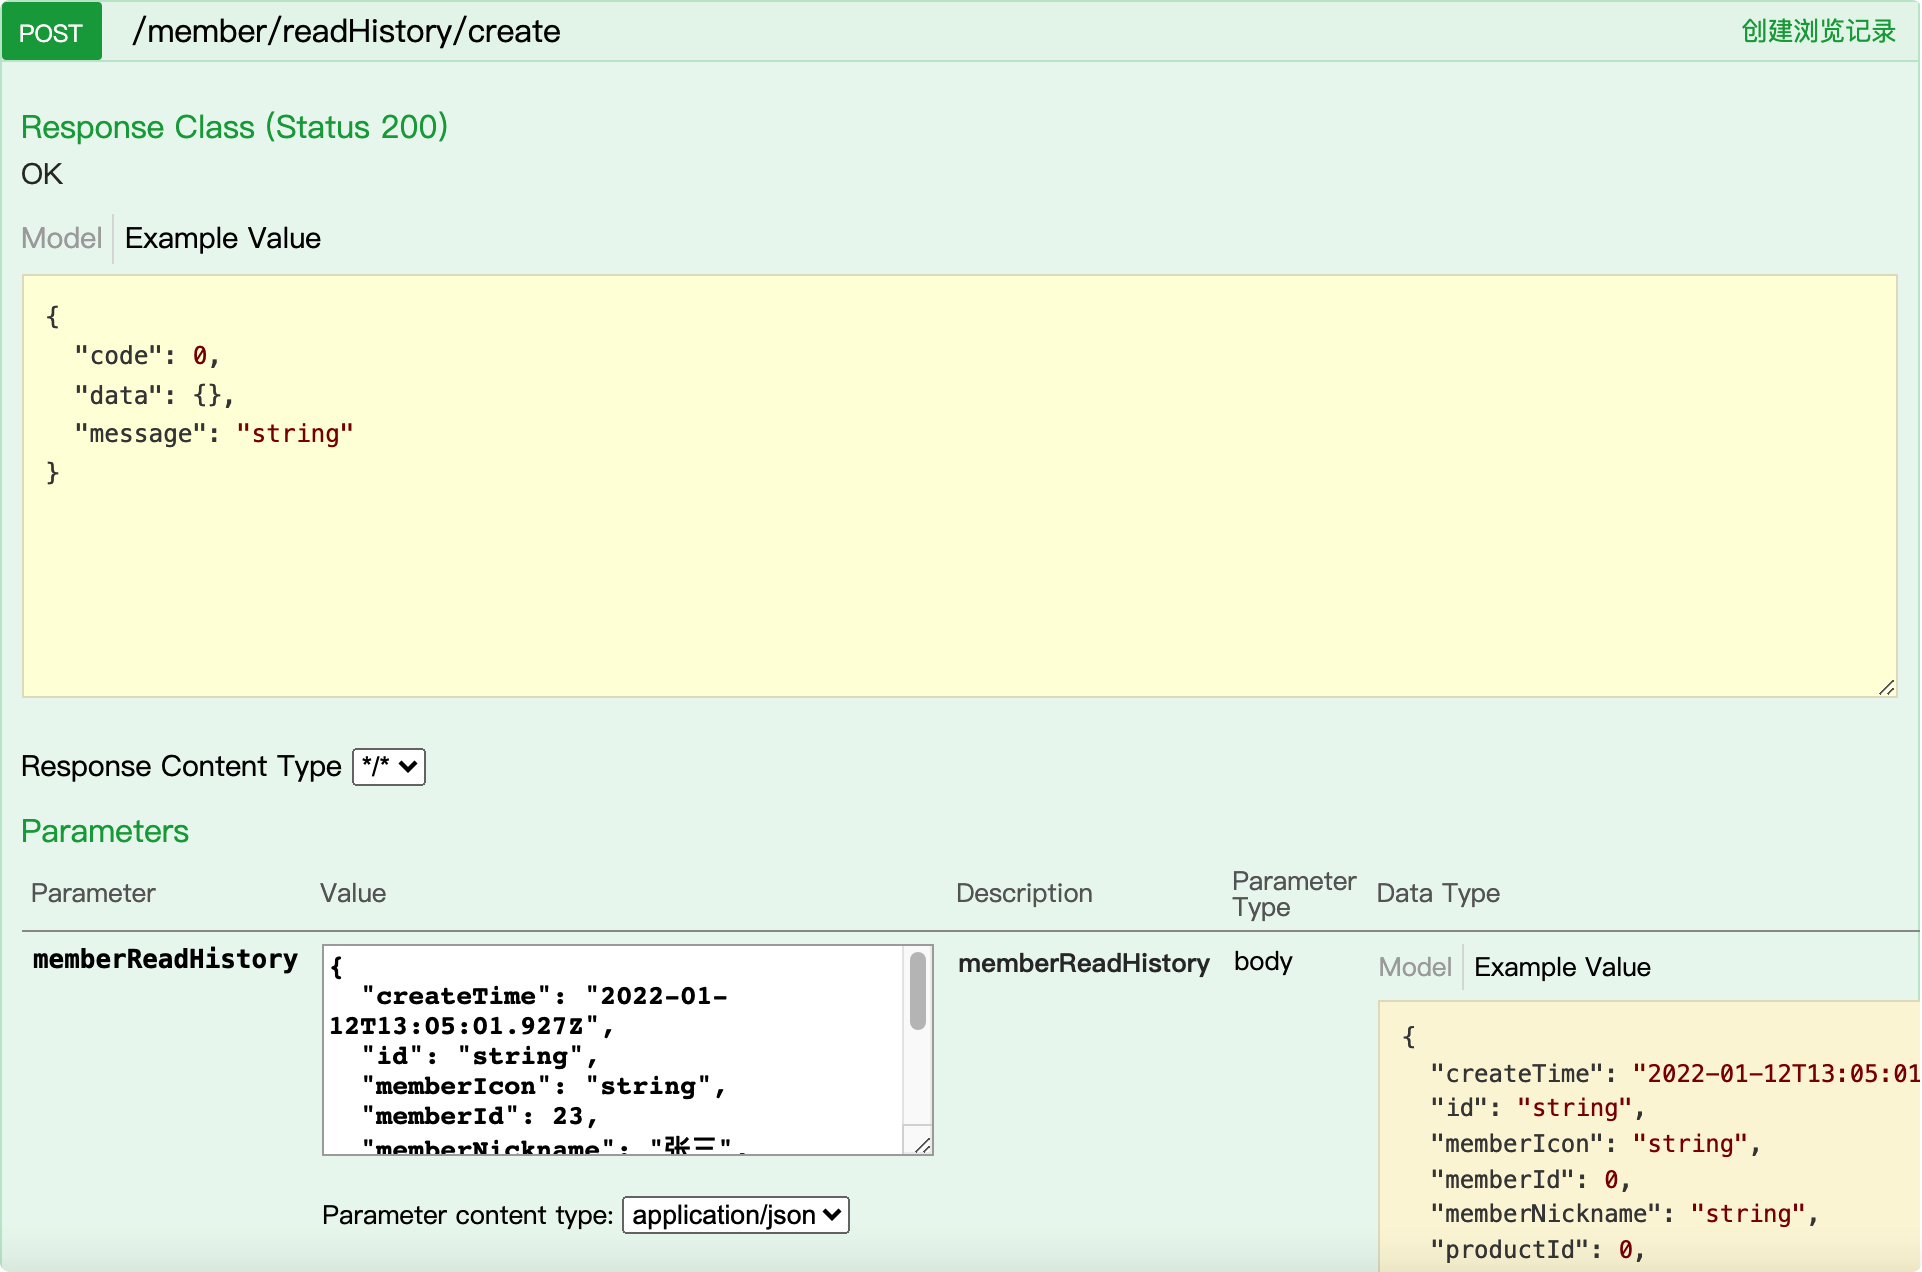 POST /member/readHistory/create 创建浏览记录
Response Class (Status 200)
OK
Model Example Value
{
"code": 0,
"data": {},
"message": "string"
}
Response Content Type */*
Parameters
Parameter Value Description Parameter Type Data Type
memberReadHistory
{
"createTime": "2022-01-
12T13:05:01.927Z",
"id": "string",
"memberIcon": "string",
"memberId": 23,
"memberNickname": "张三",
Parameter content type: application/json
memberReadHistory
body
Model Example Value
{
"createTime": "2022-01-12T13:05:01
"id": "string",
"memberIcon": "string",
"memberId": 0,
"memberNickname": "string",
"productId": 0,